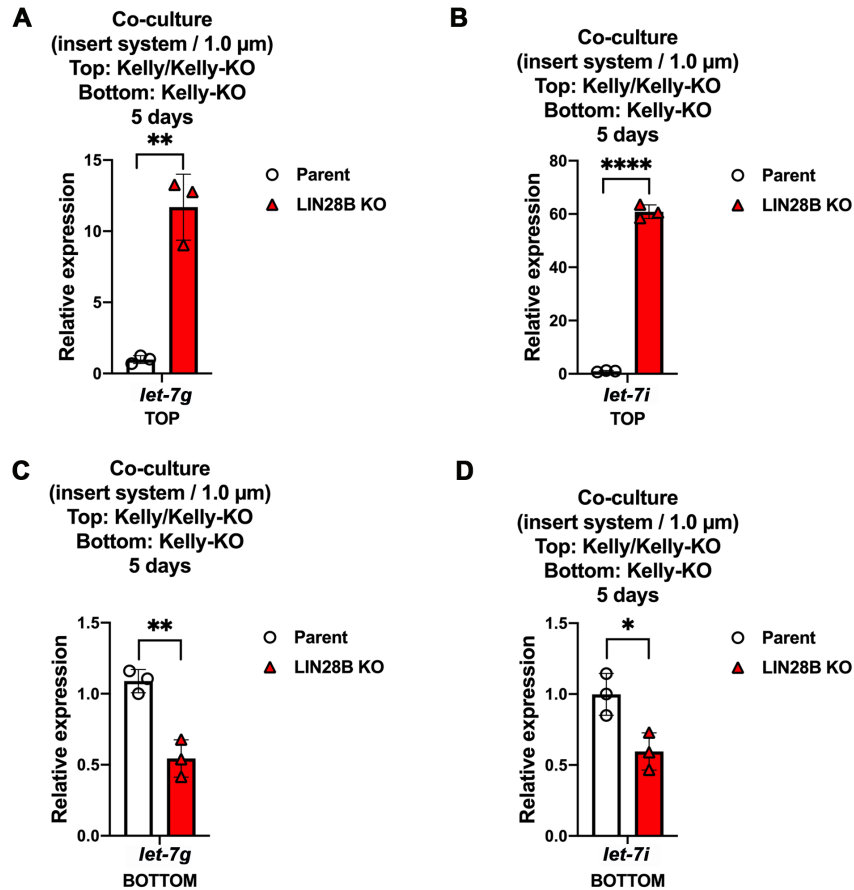 A
Co-culture
(insert system / 1.0 µm)
Top: Kelly/Kelly-KO
Bottom: Kelly-KO
5 days
**
15
10
5
0
Relative expression
Parent
LIN28B KO
let-7g
TOP
B
Co-culture
(insert system / 1.0 µm)
Top: Kelly/Kelly-KO
Bottom: Kelly-KO
5 days
****
80
60
40
20
0
Relative expression
Parent
LIN28B KO
let-7i
TOP
C
Co-culture
(insert system / 1.0 µm)
Top: Kelly/Kelly-KO
Bottom: Kelly-KO
5 days
**
1.5
1.0
0.5
0.0
Relative expression
Parent
LIN28B KO
let-7g
BOTTOM
D
Co-culture
(insert system / 1.0 µm)
Top: Kelly/Kelly-KO
Bottom: Kelly-KO
5 days
*
1.5
1.0
0.5
0.0
Relative expression
Parent
LIN28B KO
let-7i
BOTTOM